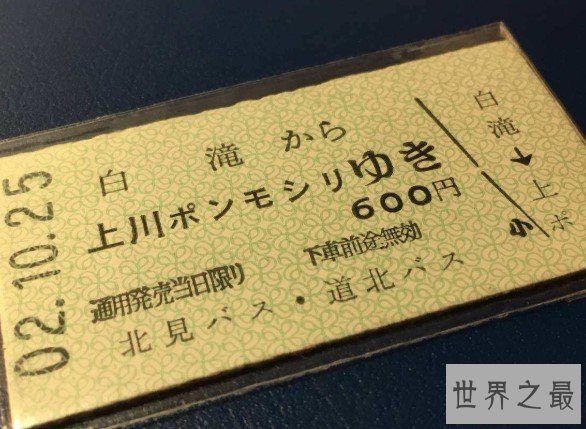 02.10.25
白滝から
上川ポンモシリゆき
600円
通用発売当日限り
下車前途無効
北見バス・道北バス
白滝
↓
上ポ
小
世界之最